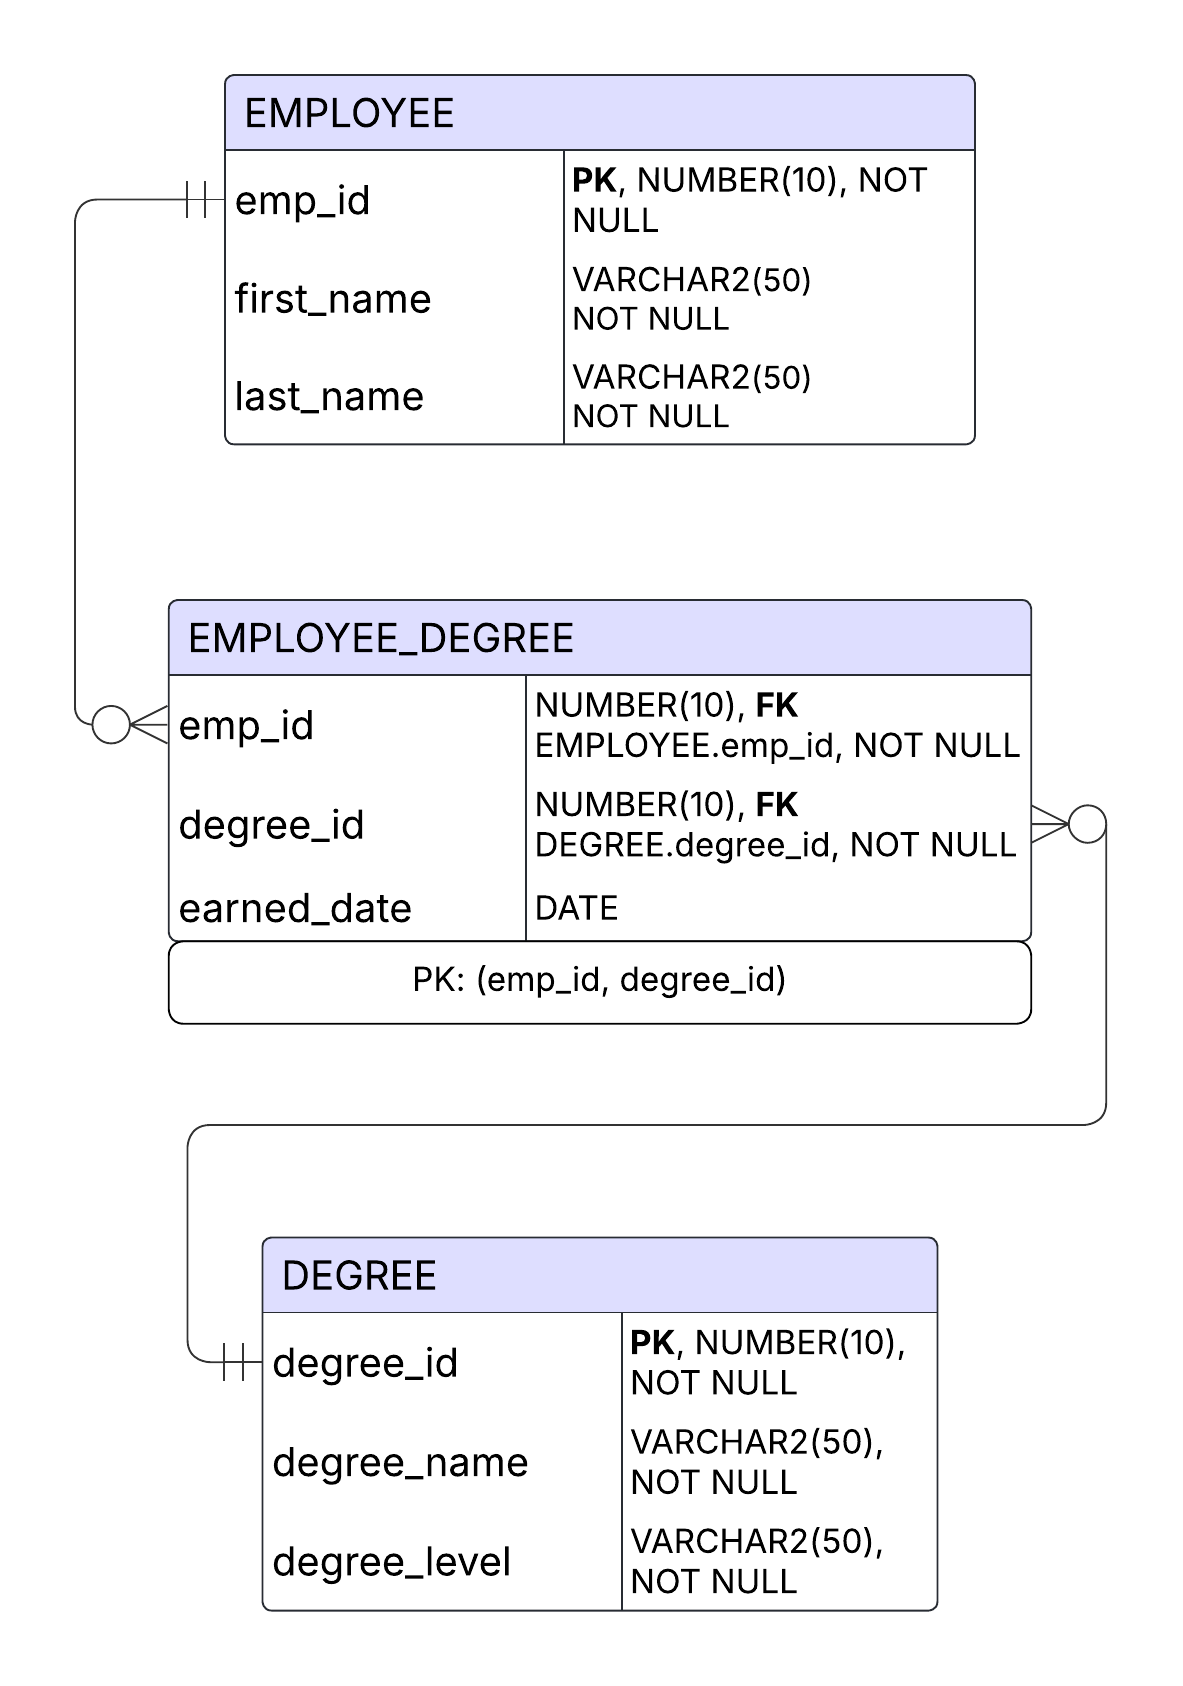 EMPLOYEE
emp_id
PK, NUMBER(10), NOT
NULL
first_name
VARCHAR2(50)
NOT NULL
last_name
VARCHAR2(50)
NOT NULL
EMPLOYEE_DEGREE
emp_id
NUMBER(10), FK
EMPLOYEE.emp_id, NOT NULL
degree_id
NUMBER(10), FK
DEGREE.degree_id, NOT NULL
earned_date
DATE
PK: (emp_id, degree_id)
DEGREE
degree_id
PK, NUMBER(10),
NOT NULL
degree_name
VARCHAR2(50),
NOT NULL
degree_level
VARCHAR2(50),
NOT NULL